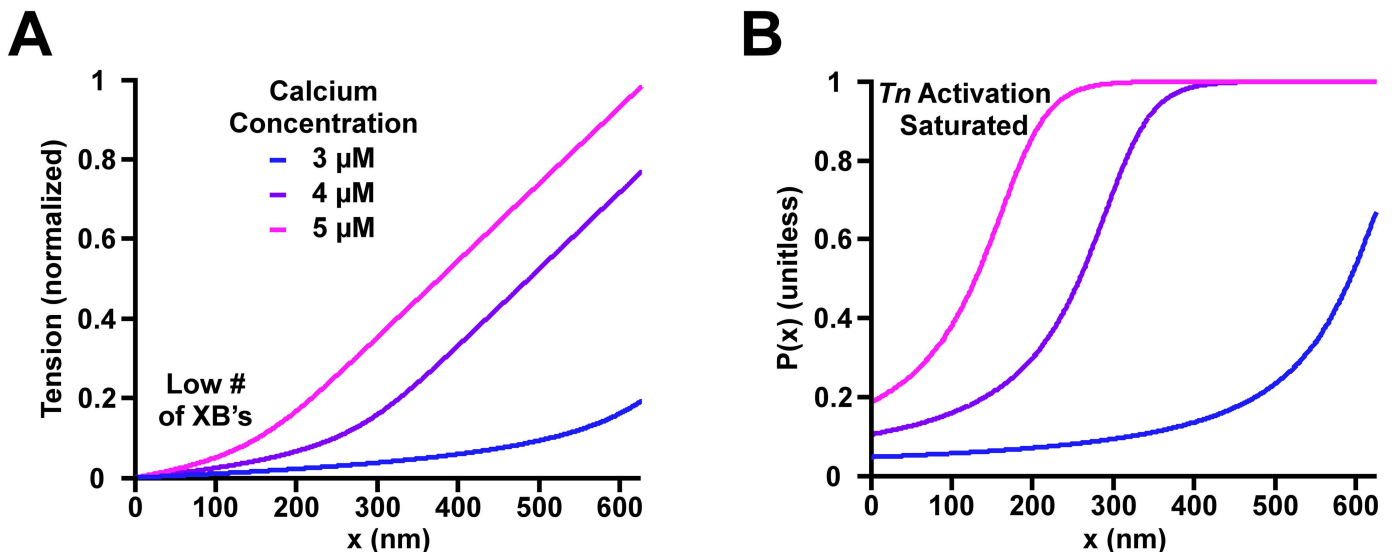 A
Tension (normalized)
1
0.8
0.6
0.4
0.2
0
Calcium
Concentration
3 µM
4 µM
5 µM
Low #
of XB's
0 100 200 300 400 500 600
x (nm)
B
P(x) (unitless)
1
0.8
0.6
0.4
0.2
0
Tn Activation
Saturated
0 100 200 300 400 500 600
x (nm)